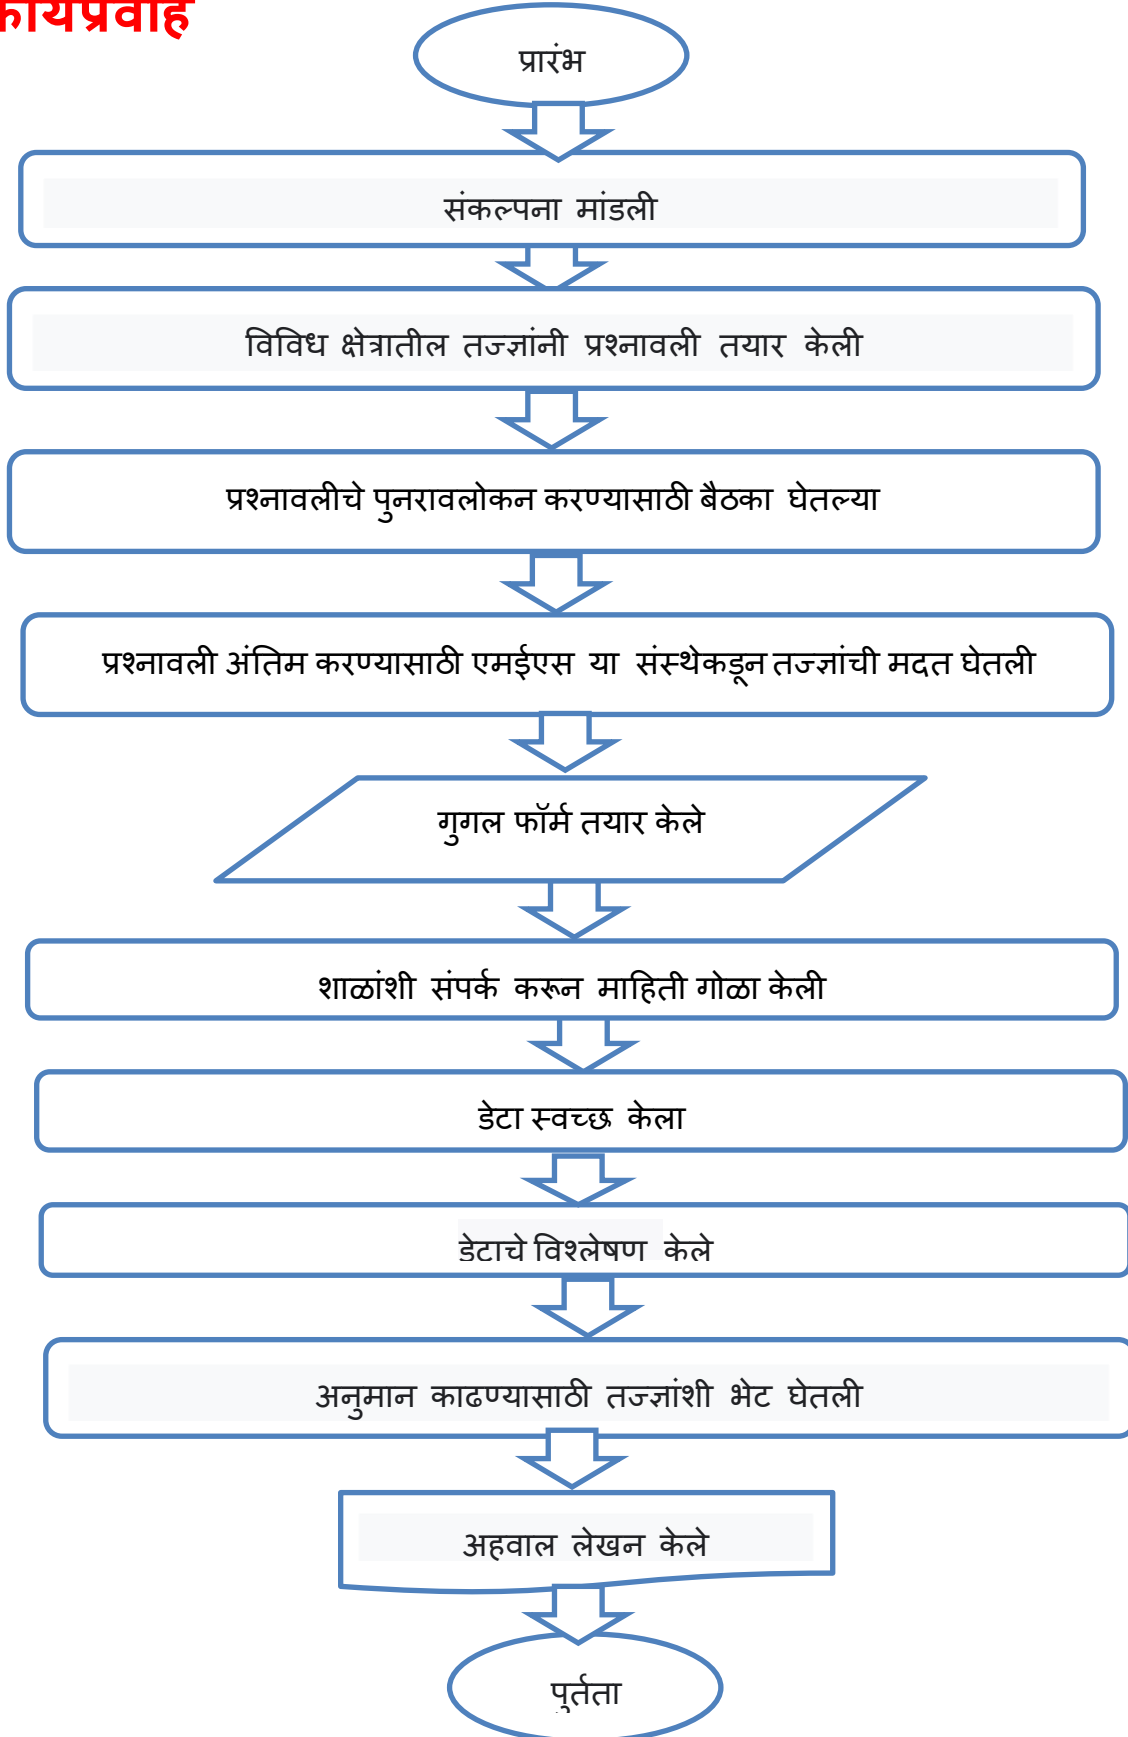 कार्यप्रवाह
प्रारंभ
संकल्पना मांडली
विविध क्षेत्रातील तज्ज्ञांनी प्रश्नावली तयार केली
प्रश्नावलीचे पुनरावलोकन करण्यासाठी बैठका घेतल्या
प्रश्नावली अंतिम करण्यासाठी एमईएस या संस्थेकडून तज्ज्ञांची मदत घेतली
गुगल फॉर्म तयार केले
शाळांशी संपर्क करून माहिती गोळा केली
डेटा स्वच्छ केला
डेटाचे विश्लेषण केले
अनुमान काढण्यासाठी तज्ज्ञांशी भेट घेतली
अहवाल लेखन केले
पुर्तता